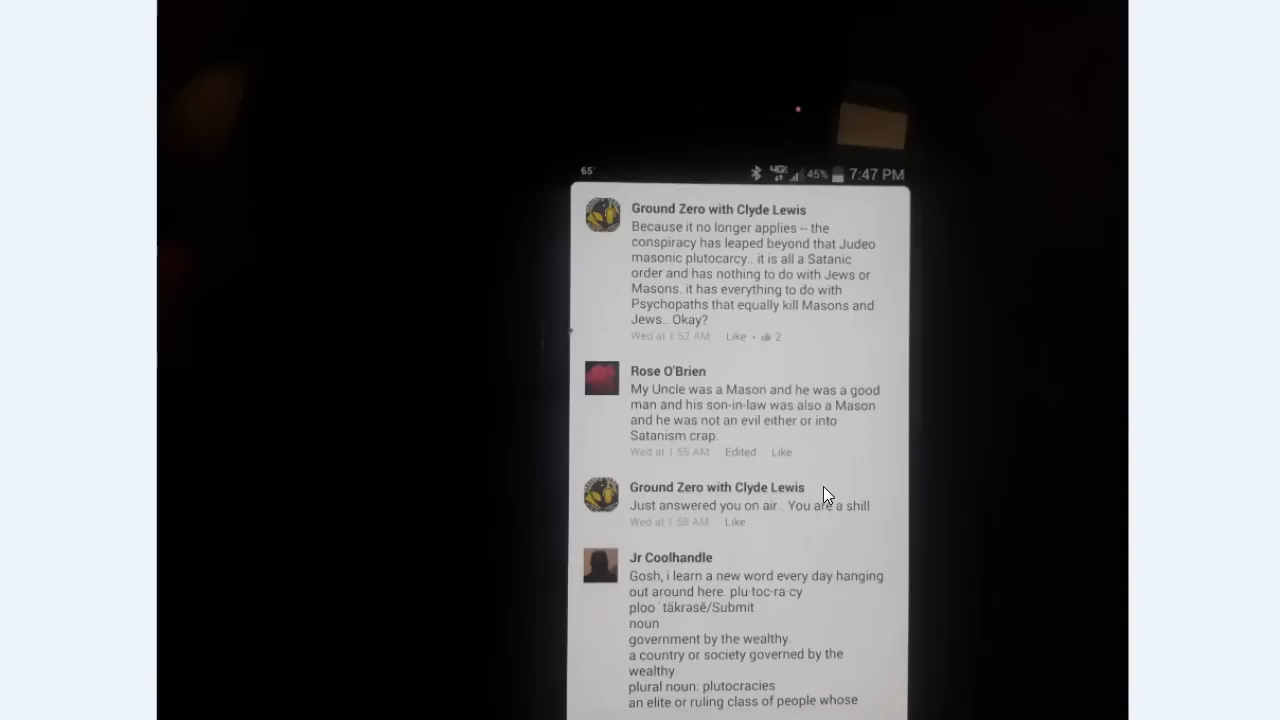 65°
45% 7:47 PM
Ground Zero with Clyde Lewis
Because it no longer applies -- the
conspiracy has leaped beyond that Judeo
masonic plutocarcy.. it is all a Satanic
order and has nothing to do with Jews or
Masons. it has everything to do with
Psychopaths that equally kill Masons and
Jews.. Okay?
Wed at 1:52 AM Like · 2
Rose O'Brien
My Uncle was a Mason and he was a good
man and his son-in-law was also a Mason
and he was not an evil either or into
Satanism crap.
Wed at 1:55 AM Edited Like
Ground Zero with Clyde Lewis
Just answered you on air.. You are a shill
Wed at 1:58 AM Like
Jr Coolhandle
Gosh, i learn a new word every day hanging
out around here. plu·toc·ra·cy
plooˈtäkrəsē/Submit
noun
government by the wealthy.
a country or society governed by the
wealthy.
plural noun: plutocracies
an elite or ruling class of people whose